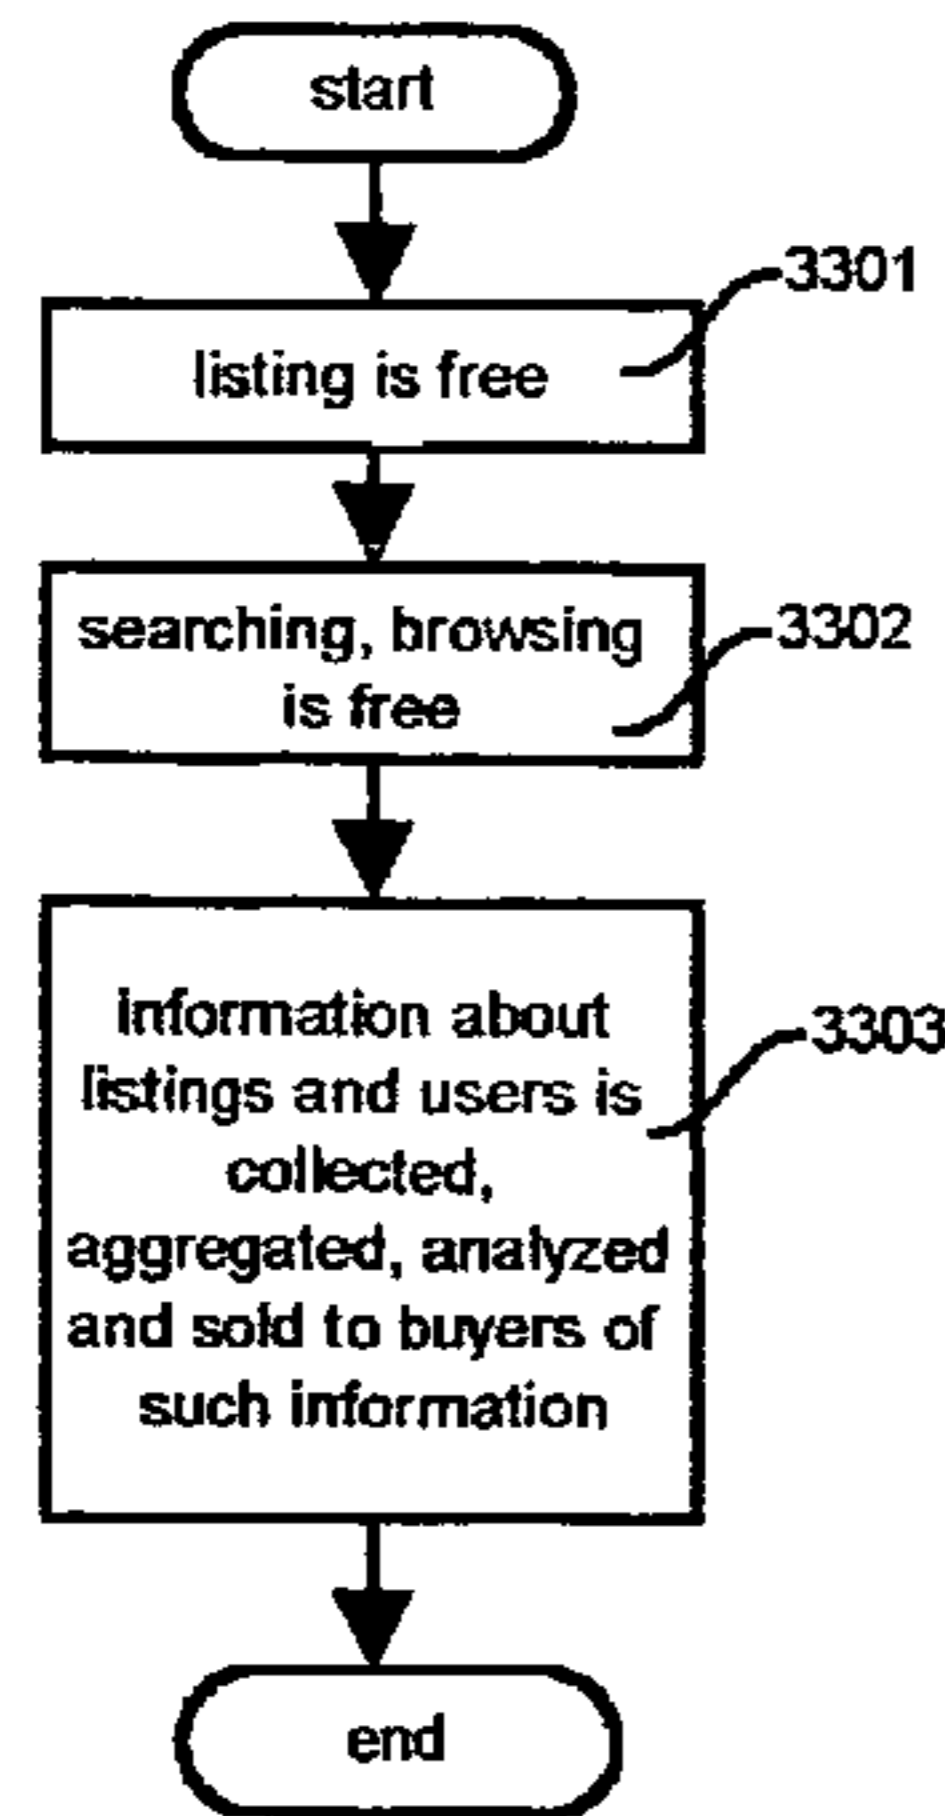 start
3301
listing is free
searching, browsing
3302
is free
information about
3303
listings and users is
collected,
aggregated, analyzed
and sold to buyers of
such information
end